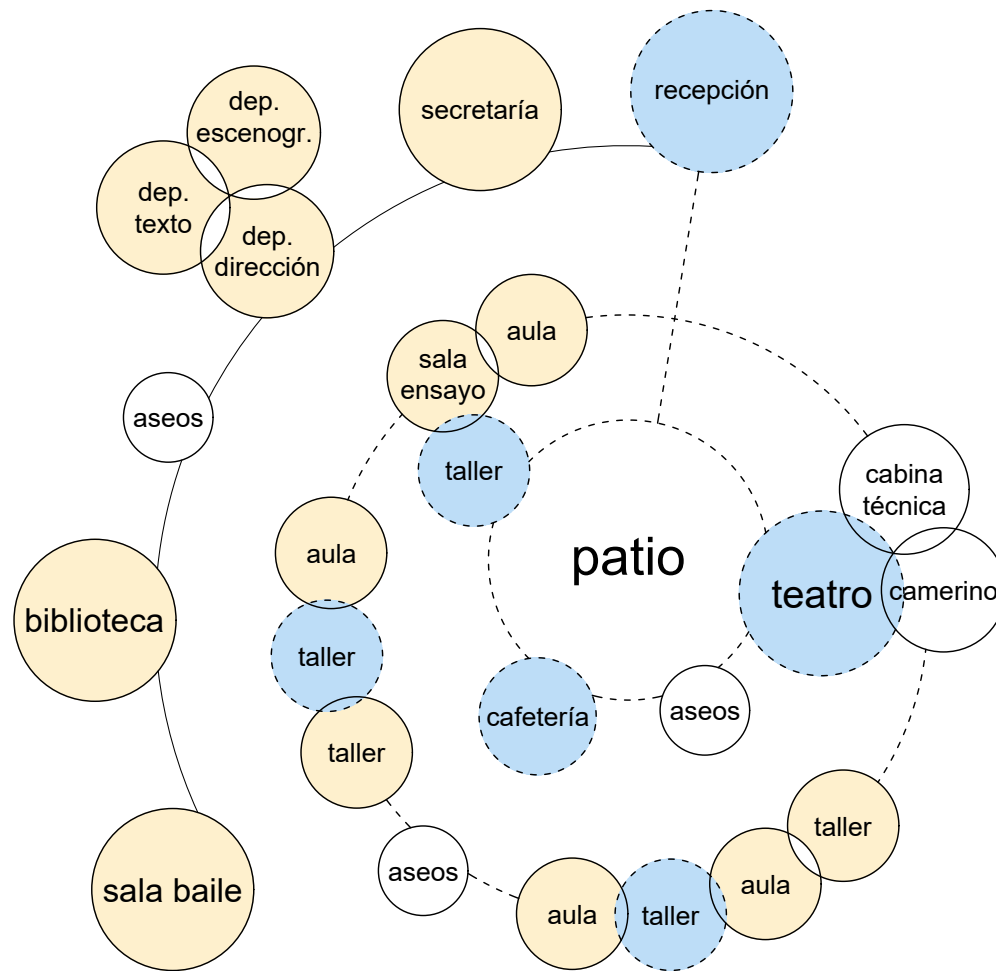 recepción
secretaría
dep.
escenogr.
dep.
texto
dep.
dirección
aula
sala
ensayo
aseos
taller
cabina
técnica
aula
patio
teatro
camerino
biblioteca
taller
cafetería
aseos
taller
taller
aseos
sala baile
aula
taller
aula